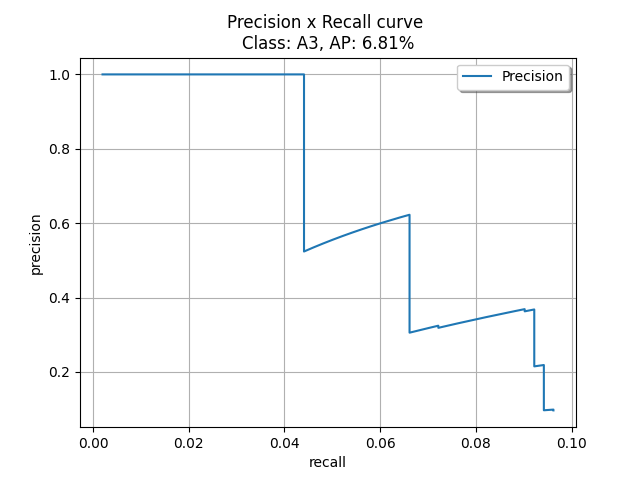 Precision x Recall curve
Class: A3, AP: 6.81%
Precision
1.0
0.8
0.6
0.4
0.2
precision
0.00 0.02 0.04 0.06 0.08 0.10
recall